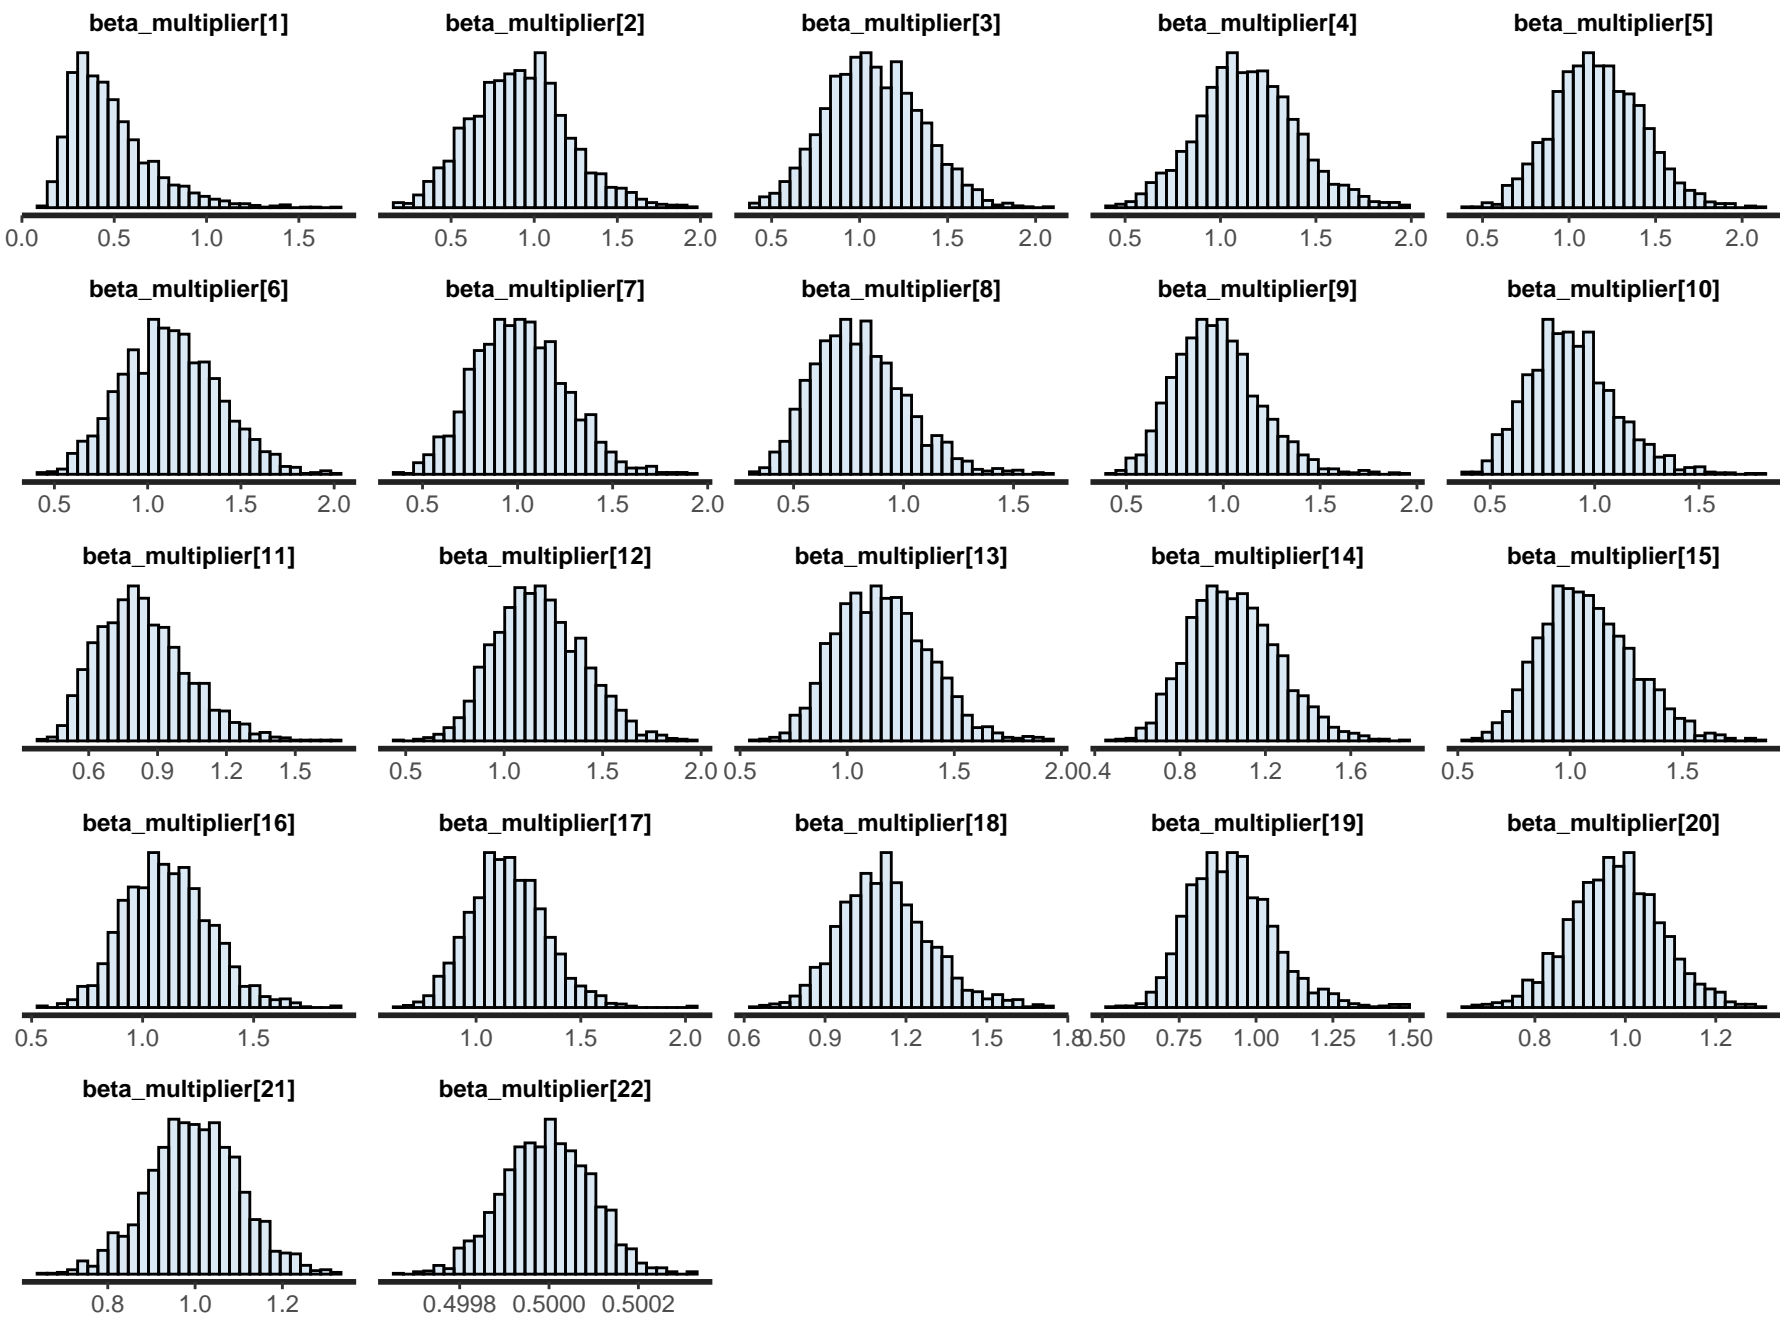 beta_multiplier[1] beta_multiplier[2] beta_multiplier[3] beta_multiplier[4] beta_multiplier[5]
0.0 0.5 1.0 1.5 0.5 1.0 1.5 2.0 0.5 1.0 1.5 2.0 0.5 1.0 1.5 2.0 0.5 1.0 1.5 2.0
beta_multiplier[6] beta_multiplier[7] beta_multiplier[8] beta_multiplier[9] beta_multiplier[10]
0.5 1.0 1.5 2.0 0.5 1.0 1.5 2.0 0.5 1.0 1.5 0.5 1.0 1.5 2.0 0.5 1.0 1.5
beta_multiplier[11] beta_multiplier[12] beta_multiplier[13] beta_multiplier[14] beta_multiplier[15]
0.6 0.9 1.2 1.5 0.5 1.0 1.5 2.0 0.5 1.0 1.5 2.0 0.4 0.8 1.2 1.6 0.5 1.0 1.5
beta_multiplier[16] beta_multiplier[17] beta_multiplier[18] beta_multiplier[19] beta_multiplier[20]
0.5 1.0 1.5 1.0 1.5 2.0 0.6 0.9 1.2 1.5 1.8 0.50 0.75 1.00 1.25 1.50 0.8 1.0 1.2
beta_multiplier[21] beta_multiplier[22]
0.8 1.0 1.2 0.4998 0.5000 0.5002